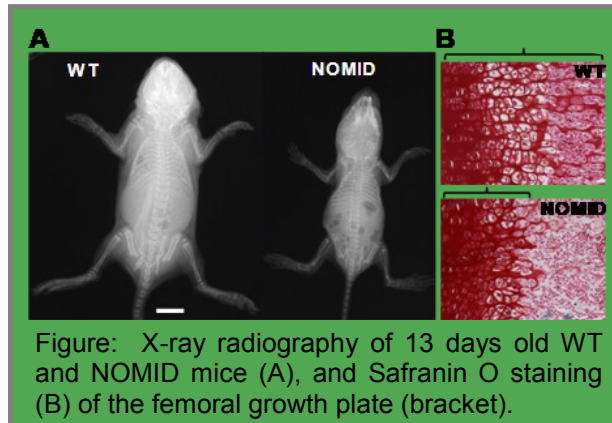 A
B
WT
NOMID
WT
NOMID
Figure: X-ray radiography of 13 days old WT
and NOMID mice (A), and Safranin O staining
(B) of the femoral growth plate (bracket).